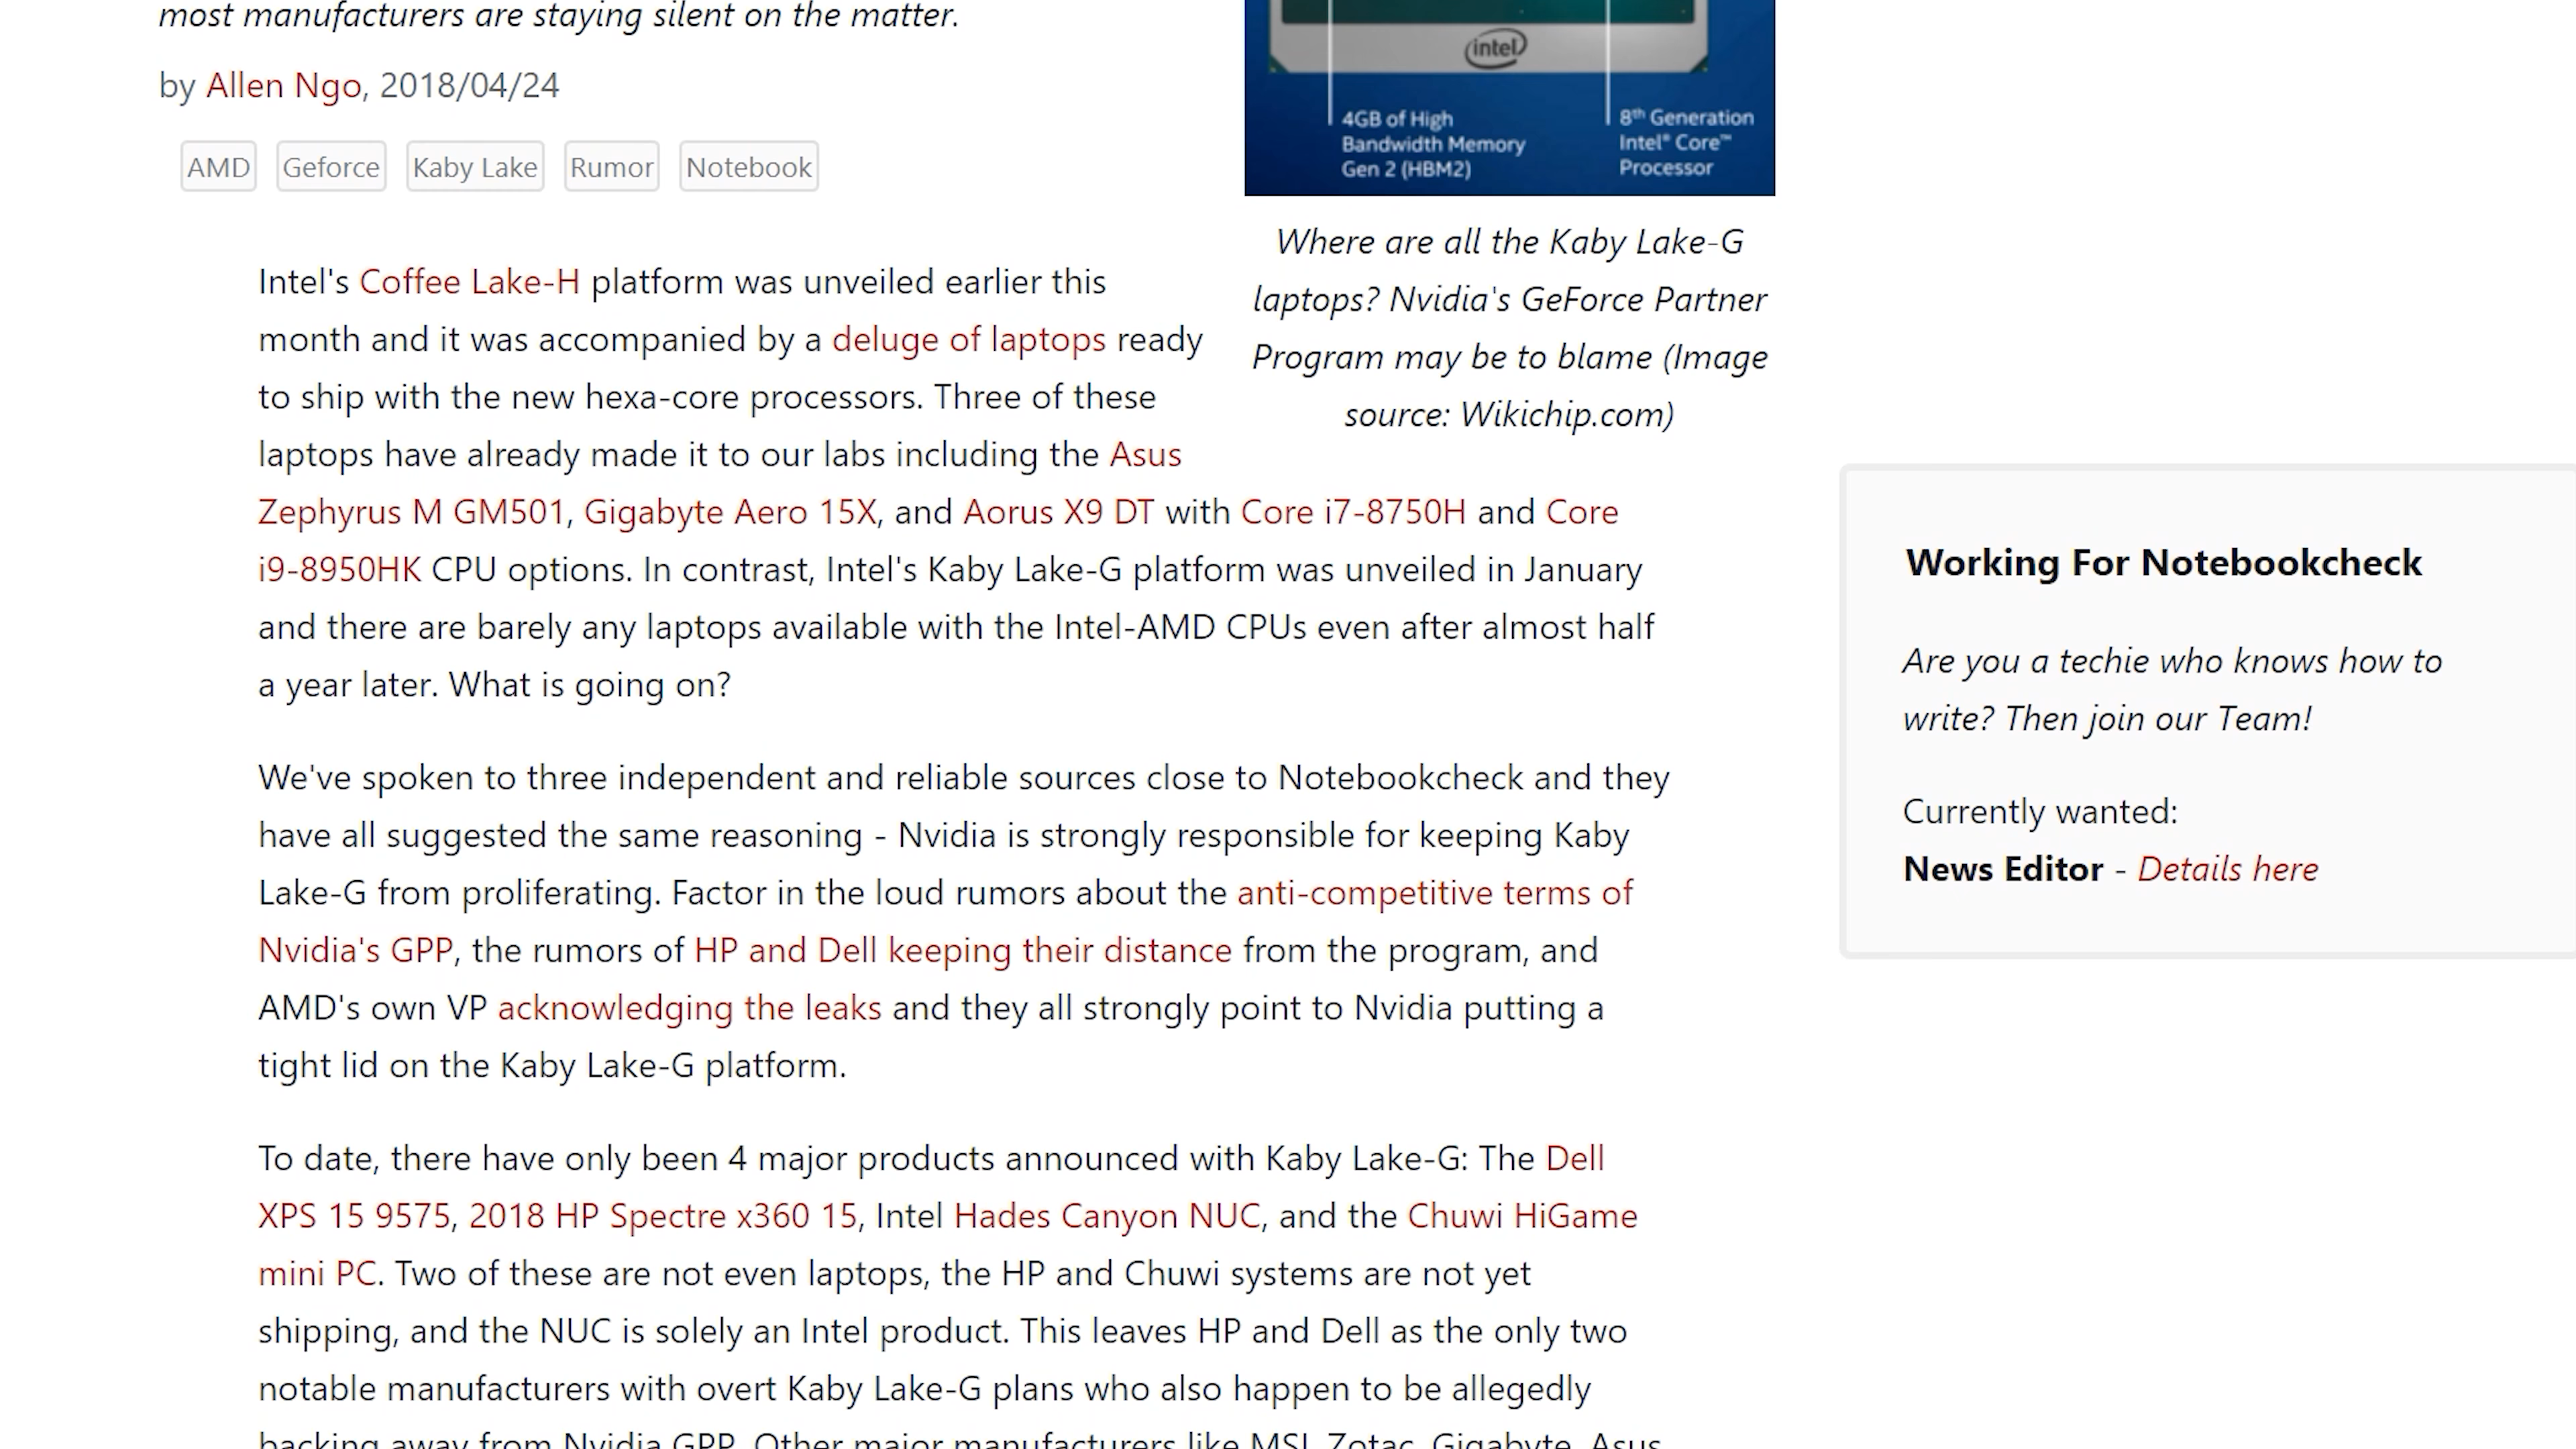 most manufacturers are staying silent on the matter.
by Allen Ngo, 2018/04/24
AMD Geforce Kaby Lake Rumor Notebook
intel
4GB of High
Bandwidth Memory
Gen 2 (HBM2)
8th Generation
Intel® Core™
Processor
Where are all the Kaby Lake-G
laptops? Nvidia's GeForce Partner
Program may be to blame (Image
source: Wikichip.com)
Intel's Coffee Lake-H platform was unveiled earlier this
month and it was accompanied by a deluge of laptops ready
to ship with the new hexa-core processors. Three of these
laptops have already made it to our labs including the Asus
Zephyrus M GM501, Gigabyte Aero 15X, and Aorus X9 DT with Core i7-8750H and Core
i9-8950HK CPU options. In contrast, Intel's Kaby Lake-G platform was unveiled in January
and there are barely any laptops available with the Intel-AMD CPUs even after almost half
a year later. What is going on?
We've spoken to three independent and reliable sources close to Notebookcheck and they
have all suggested the same reasoning - Nvidia is strongly responsible for keeping Kaby
Lake-G from proliferating. Factor in the loud rumors about the anti-competitive terms of
Nvidia's GPP, the rumors of HP and Dell keeping their distance from the program, and
AMD's own VP acknowledging the leaks and they all strongly point to Nvidia putting a
tight lid on the Kaby Lake-G platform.
To date, there have only been 4 major products announced with Kaby Lake-G: The Dell
XPS 15 9575, 2018 HP Spectre x360 15, Intel Hades Canyon NUC, and the Chuwi HiGame
mini PC. Two of these are not even laptops, the HP and Chuwi systems are not yet
shipping, and the NUC is solely an Intel product. This leaves HP and Dell as the only two
notable manufacturers with overt Kaby Lake-G plans who also happen to be allegedly
backing away from Nvidia GPP. Other major manufacturers like MSI, Zotac, Gigabyte, Asus
Working For Notebookcheck
Are you a techie who knows how to
write? Then join our Team!
Currently wanted:
News Editor - Details here